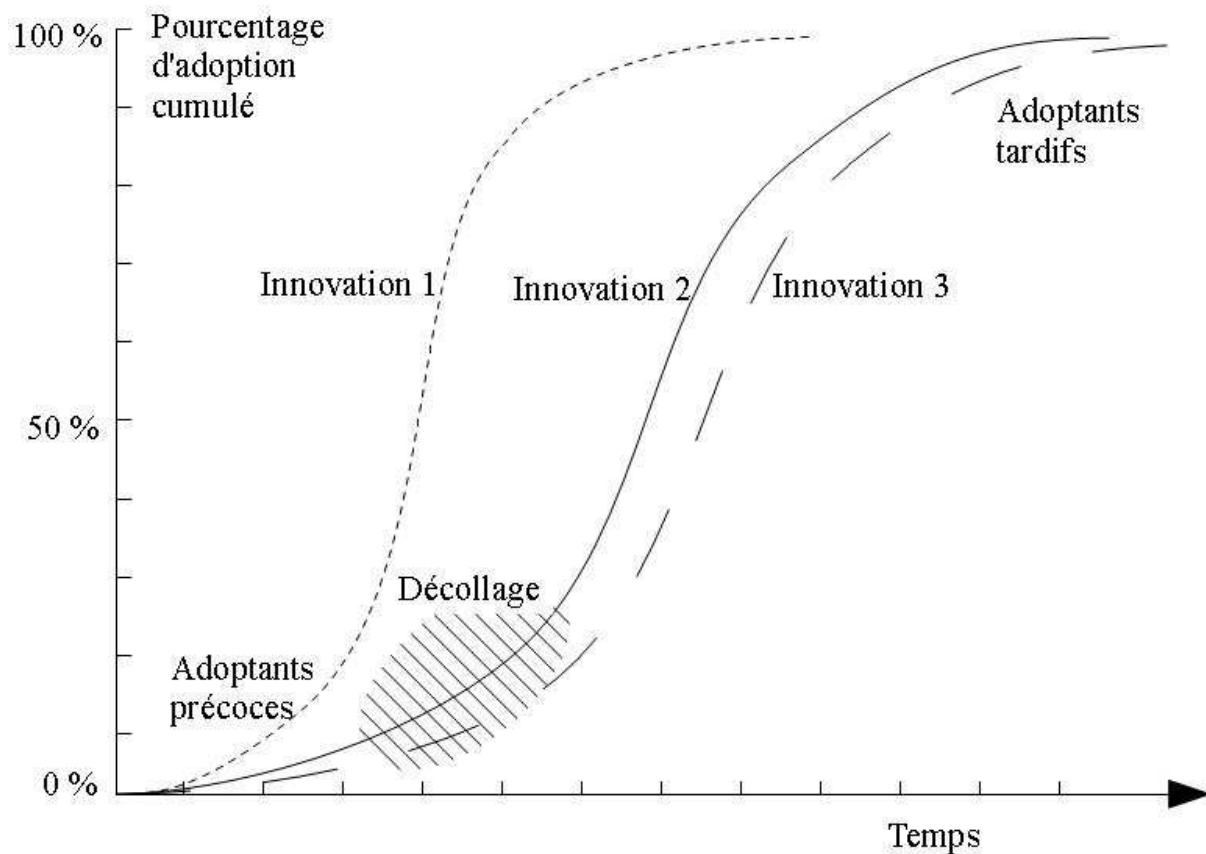 100 %
Pourcentage
d'adoption
cumulé
Adoptants
tardifs
Innovation 1
Innovation 2
Innovation 3
50 %
Décollage
Adoptants
précoces
0 %
Temps